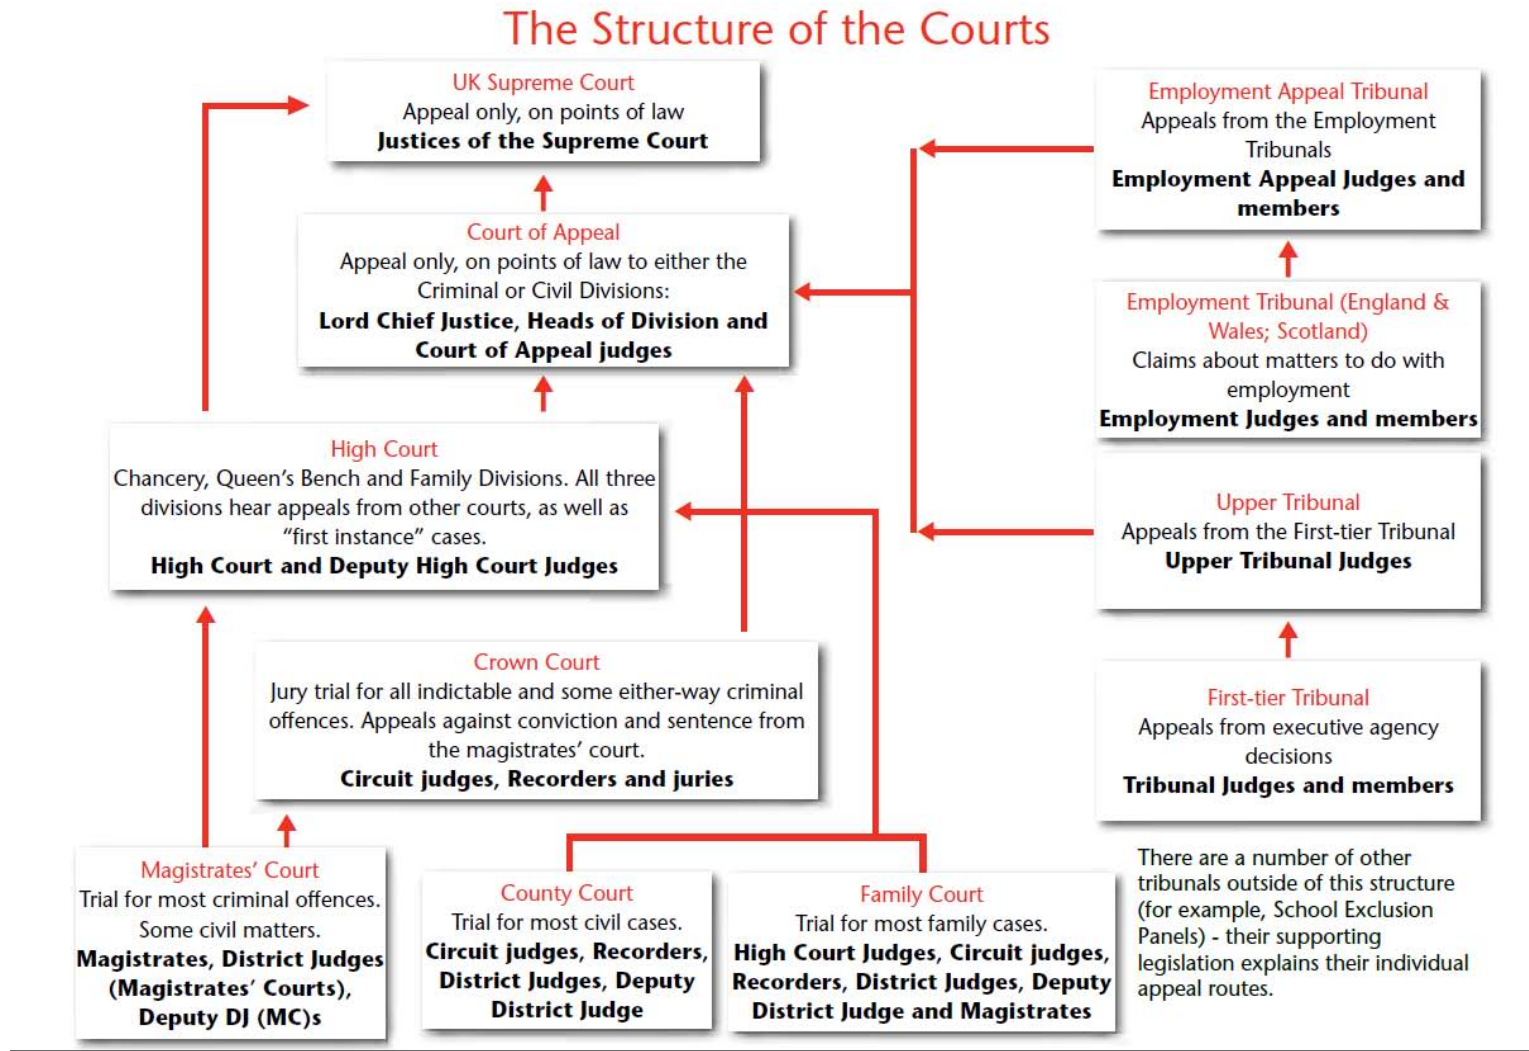 The Structure of the Courts
UK Supreme Court
Appeal only, on points of law
Justices of the Supreme Court
Court of Appeal
Appeal only, on points of law to either the
Criminal or Civil Divisions:
Lord Chief Justice, Heads of Division and
Court of Appeal judges
High Court
Chancery, Queen's Bench and Family Divisions. All three
divisions hear appeals from other courts, as well as
"first instance" cases.
High Court and Deputy High Court Judges
Crown Court
Jury trial for all indictable and some either-way criminal
offences. Appeals against conviction and sentence from
the magistrates' court.
Circuit judges, Recorders and juries
Magistrates' Court
Trial for most criminal offences.
Some civil matters.
Magistrates, District Judges
(Magistrates' Courts),
Deputy DJ (MC)s
County Court
Trial for most civil cases.
Circuit judges, Recorders,
District Judges, Deputy
District Judge
Family Court
Trial for most family cases.
High Court Judges, Circuit judges,
Recorders, District Judges, Deputy
District Judge and Magistrates
Employment Appeal Tribunal
Appeals from the Employment
Tribunals
Employment Appeal Judges and
members
Employment Tribunal (England &
Wales; Scotland)
Claims about matters to do with
employment
Employment Judges and members
Upper Tribunal
Appeals from the First-tier Tribunal
Upper Tribunal Judges
First-tier Tribunal
Appeals from executive agency
decisions
Tribunal Judges and members
There are a number of other
tribunals outside of this structure
(for example, School Exclusion
Panels) - their supporting
legislation explains their individual
appeal routes.